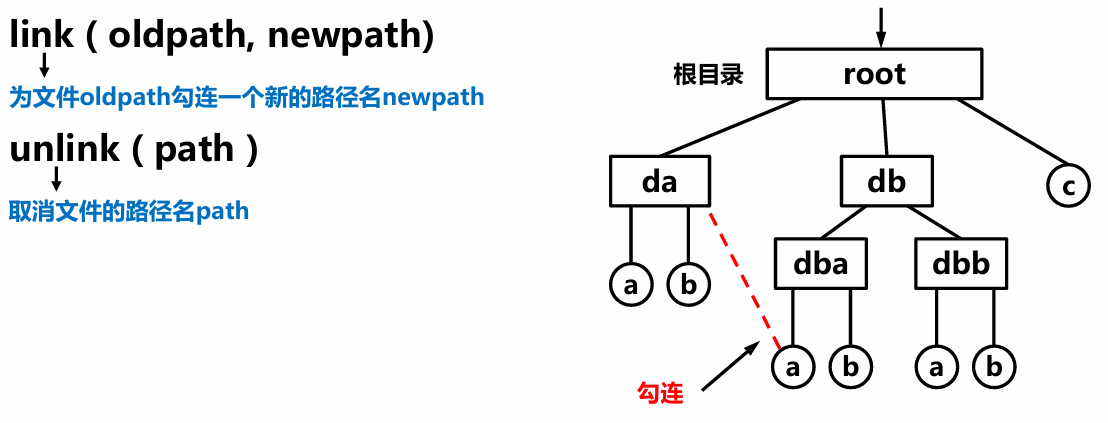 link ( oldpath, newpath)
为文件oldpath勾连一个新的路径名newpath
unlink ( path )
取消文件的路径名path
根目录
root
da
db
c
dba
dbb
a
b
a
b
a
b
勾连